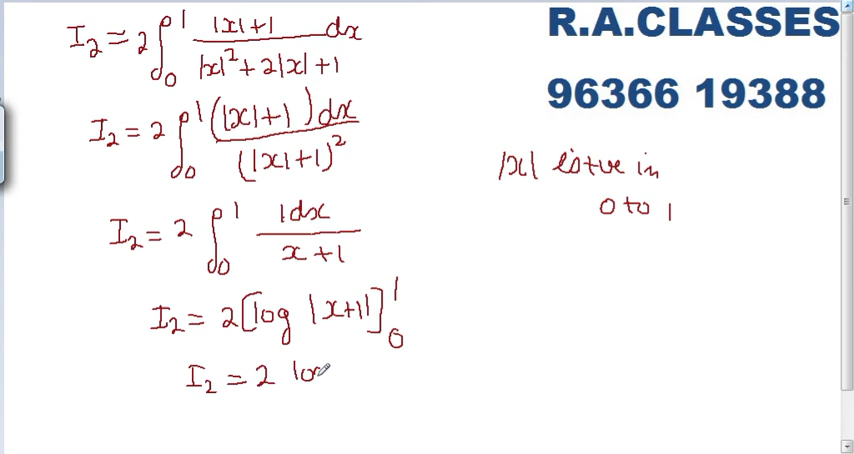 I₂ = 2 ∫₀¹ |x|+1 dx / |x|²+2|x|+1
R.A.CLASSES
96366 19388
I₂ = 2 ∫₀¹ (|x|+1)dx / (|x|+1)²
|x| is +ve in
0 to 1
I₂ = 2 ∫₀¹ 1dx / x+1
I₂ = 2[log |x+1|]₀¹
I₂ = 2 log